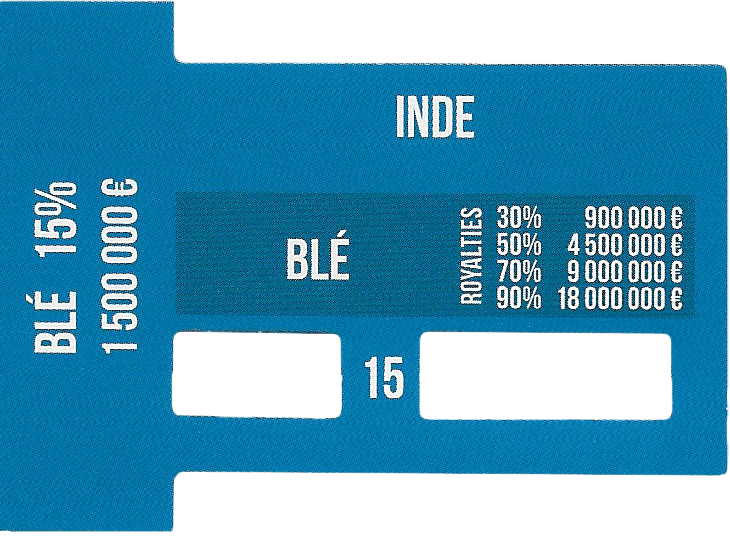 BLÉ 15%
1 500 000 €
INDE
BLÉ
ROYALTIES
30% 900 000 €
50% 4 500 000 €
70% 9 000 000 €
90% 18 000 000 €
15